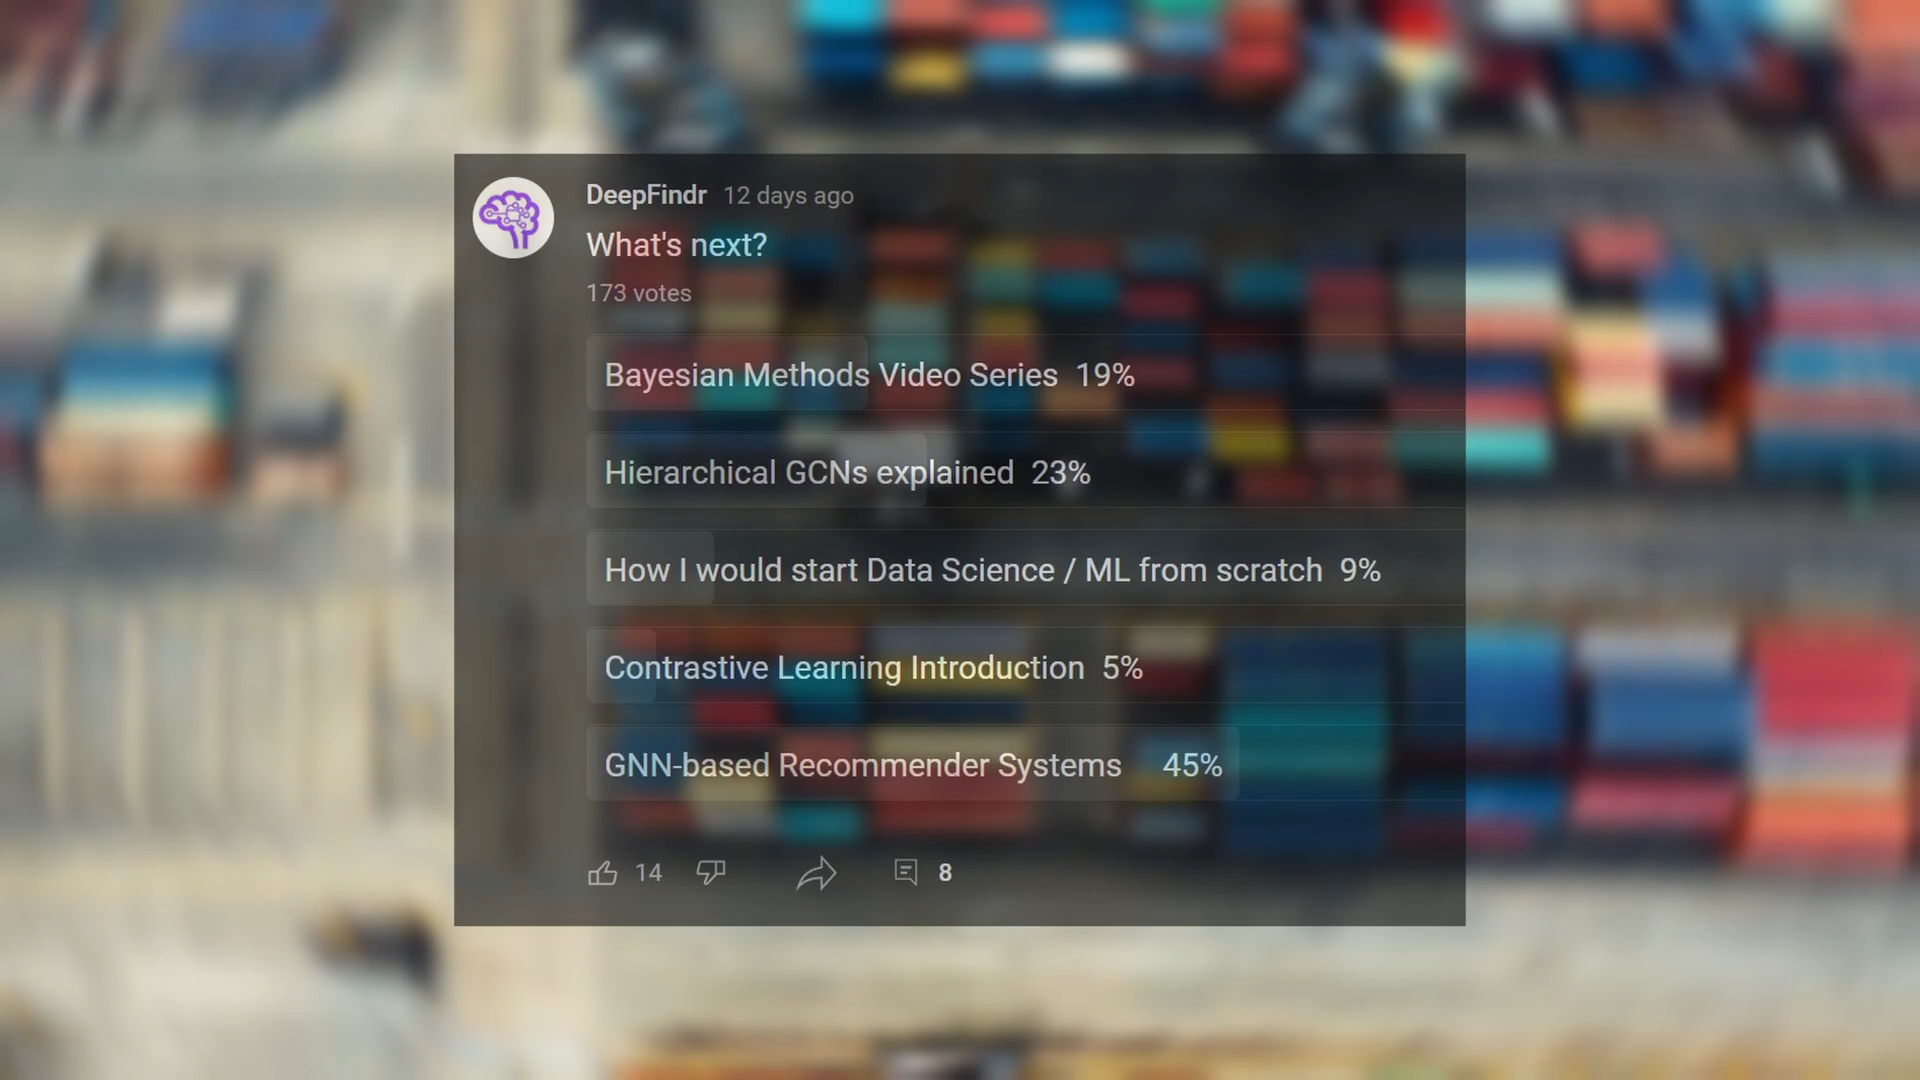 DeepFindr 12 days ago
What's next?
173 votes
Bayesian Methods Video Series 19%
Hierarchical GCNs explained 23%
How I would start Data Science / ML from scratch 9%
Contrastive Learning Introduction 5%
GNN-based Recommender Systems 45%
14 8